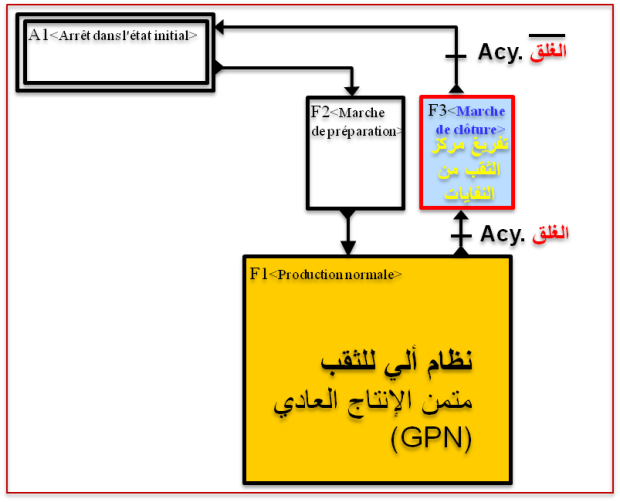 A1<Arrêt dans l'état initial>
Acy. الغلق
F2<Marche
de préparation>
F3<Marche
de clôture>
تفريغ مركز
الثقب من
النفايات
Acy. الغلق
F1<Production normale>
نظام ألي للثقب
متمن الإنتاج العادي
(GPN)